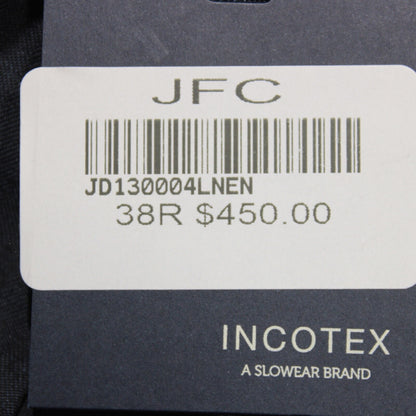 JFC
JD130004LNEN
38R $450.00
INCOTEX
A SLOWEAR BRAND